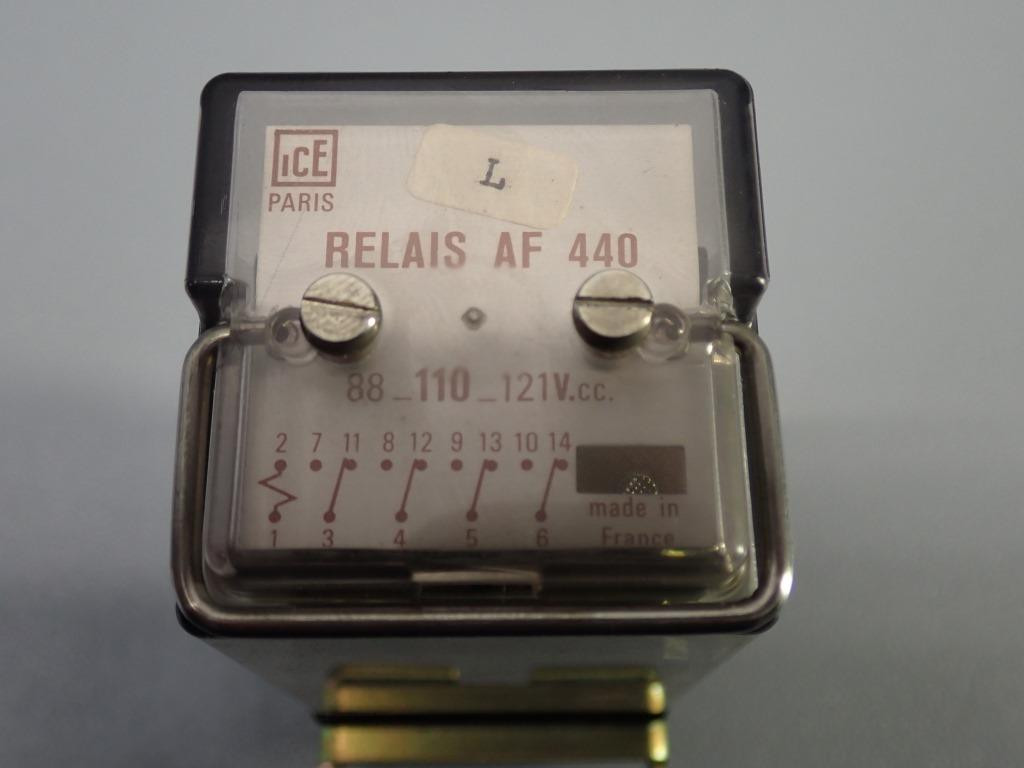 ICE
PARIS
L
RELAIS AF 440
88_110_121V.cc.
2 7 11 8 12 9 13 10 14
made in
1 3 4 5 6 France